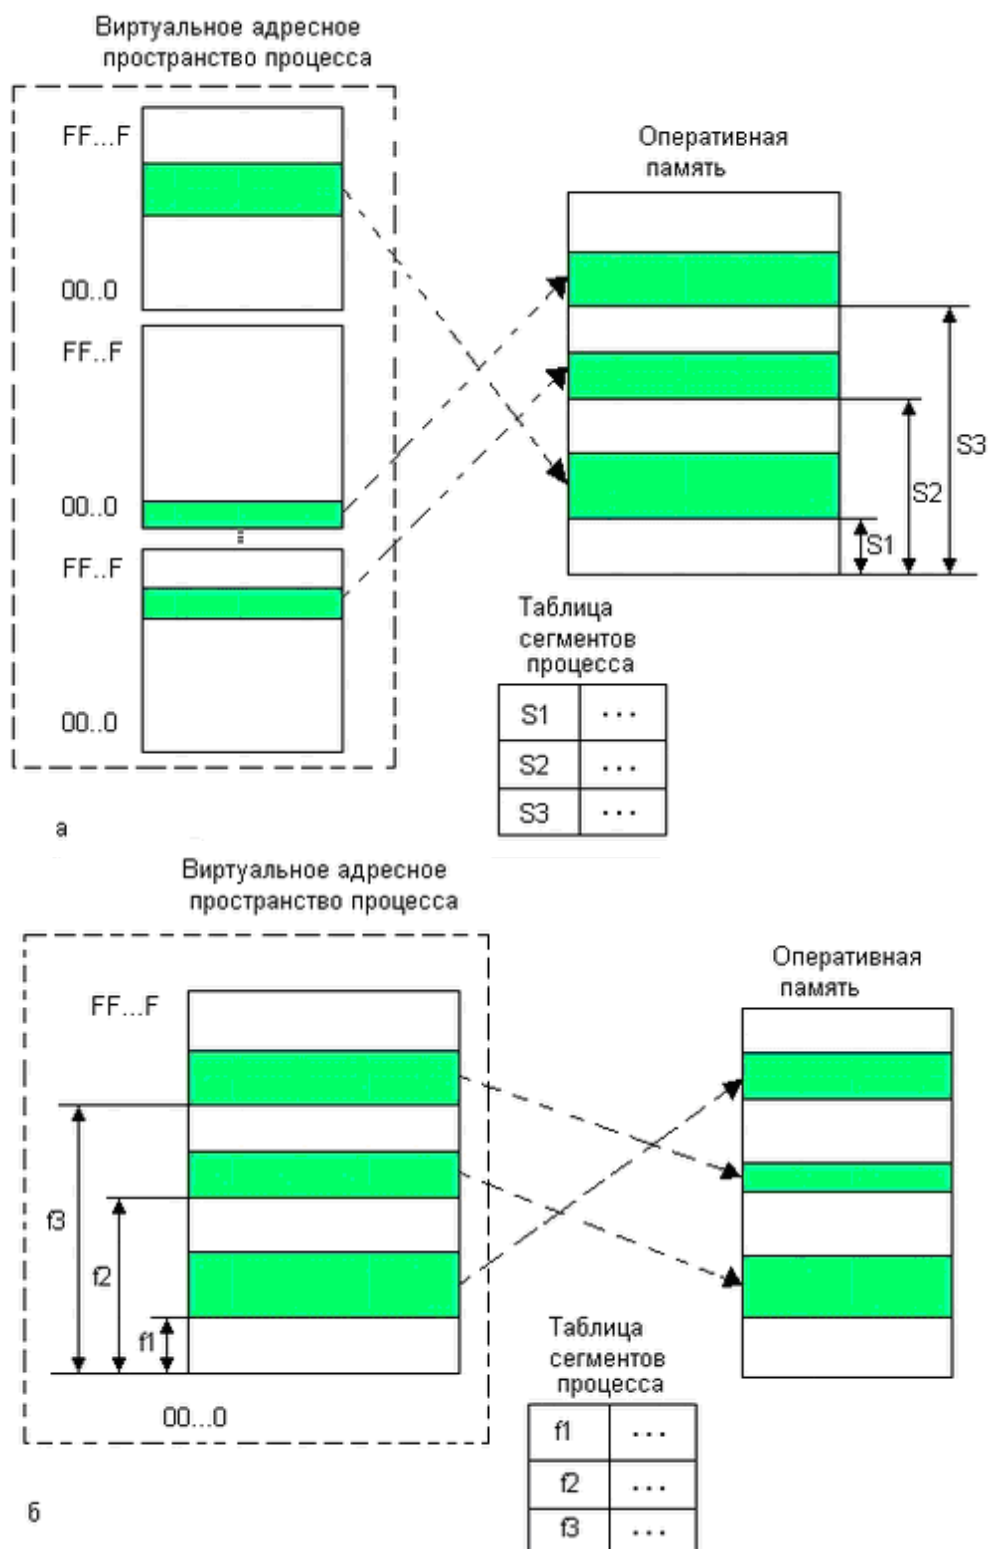 Виртуальное адресное
пространство процесса
FF...F
00..0
FF..F
00..0
FF..F
00..0
Оперативная
память
S3
S2
S1
Таблица
сегментов
процесса
S1 ...
S2 ...
S3 ...
а
Виртуальное адресное
пространство процесса
FF...F
f3
f2
f1
00...0
Оперативная
память
Таблица
сегментов
процесса
f1 ...
f2 ...
f3 ...
б